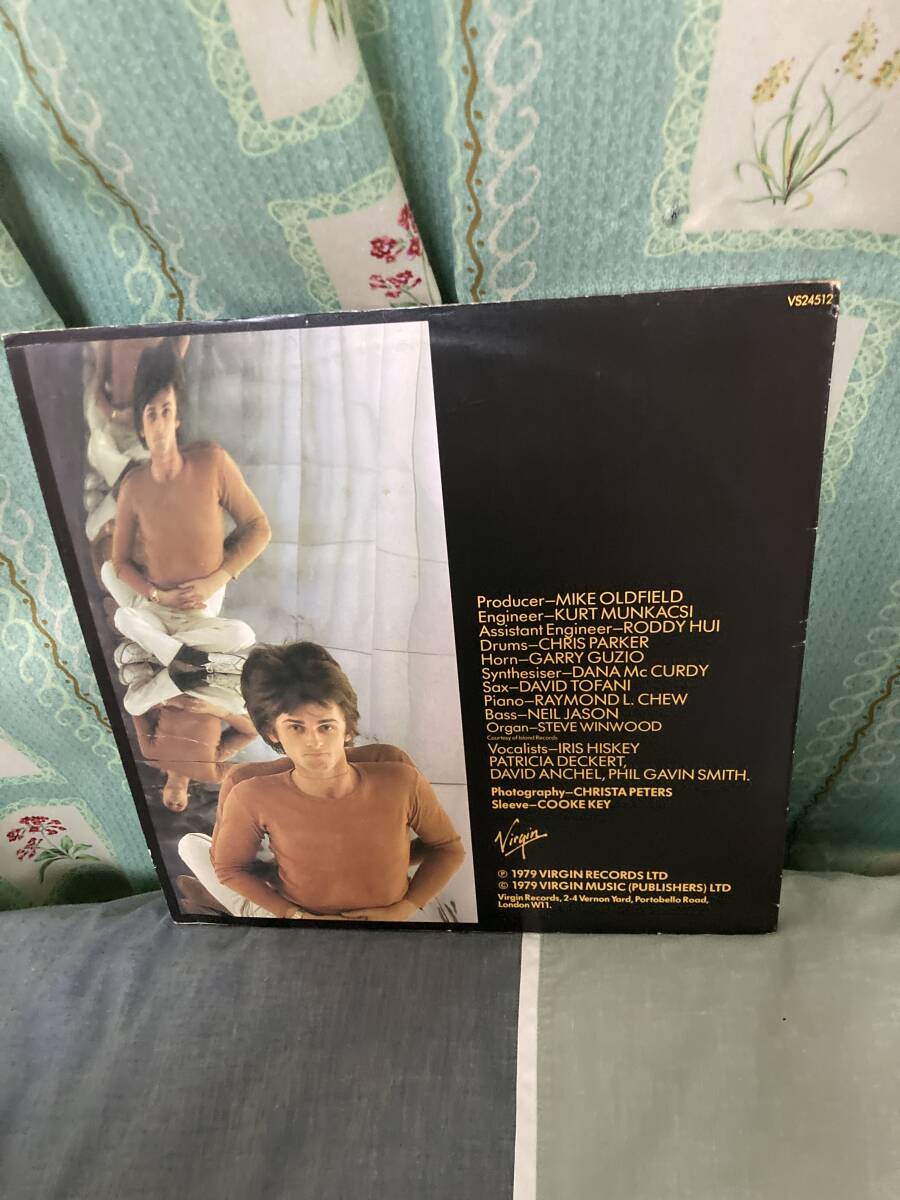 VS24512
Producer—MIKE OLDFIELD
Engineer—KURT MUNKACSI
Assistant Engineer—RODDY HUI
Drums—CHRIS PARKER
Horn—GARRY GUZIO
Synthesiser—DANA Mc CURDY
Sax—DAVID TOFANI
Piano—RAYMOND L. CHEW
Bass—NEIL JASON
Organ—STEVE WINWOOD
Courtesy of Island Records
Vocalists—IRIS HISKEY
PATRICIA DECKERT,
DAVID ANCHEL, PHIL GAVIN SMITH.
Photography—CHRISTA PETERS
Sleeve—COOKE KEY
Virgin
℗ 1979 VIRGIN RECORDS LTD
© 1979 VIRGIN MUSIC (PUBLISHERS) LTD
Virgin Records, 2-4 Vernon Yard, Portobello Road,
London W11.